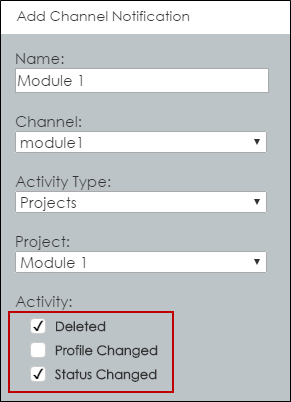 Add Channel Notification
Name:
Module 1
Channel:
module1
Activity Type:
Projects
Project:
Module 1
Activity:
Deleted
Profile Changed
Status Changed